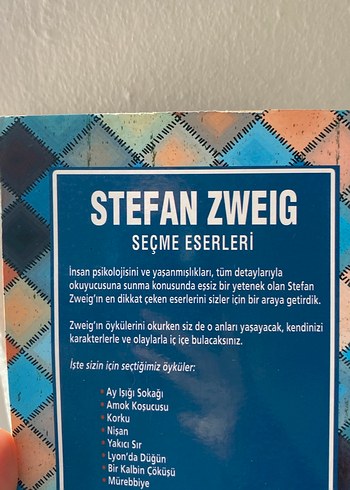 STEFAN ZWEIG
SEÇME ESERLERİ
İnsan psikolojisini ve yaşanmışlıkları, tüm detaylarıyla
okuyucusuna sunma konusunda eşsiz bir yetenek olan Stefan
Zweig'ın en dikkat çeken eserlerini sizler için bir araya getirdik.
Zweig'ın öykülerini okurken siz de o anları yaşayacak, kendinizi
karakterlerle ve olaylarla iç içe bulacaksınız.
İşte sizin için seçtiğimiz öyküler:
• Ay Işığı Sokağı
• Amok Koşucusu
• Korku
• Nişan
• Yakıcı Sır
• Lyon'da Düğün
• Bir Kalbin Çöküşü
• Mürebbiye